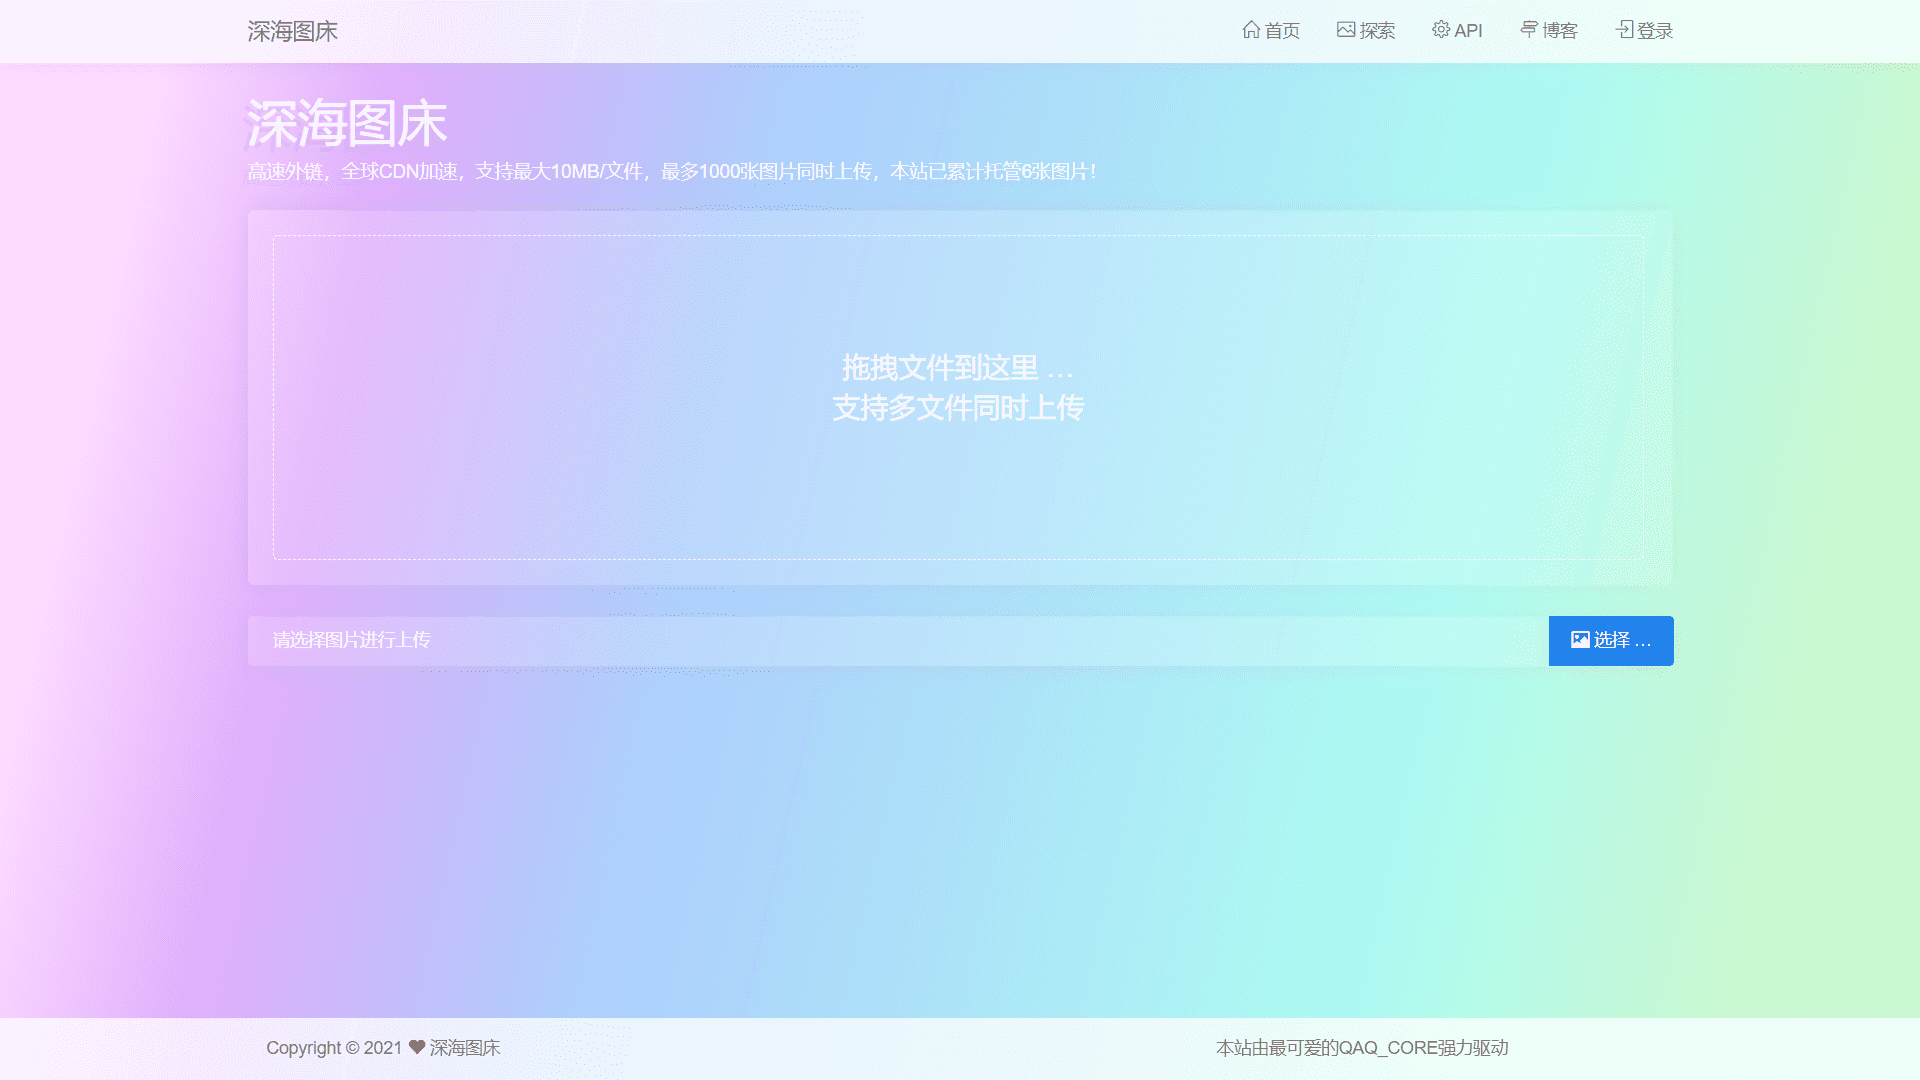 深海图床
首页 探索 API 博客 登录
深海图床
高速外链，全球CDN加速，支持最大10MB/文件，最多1000张图片同时上传，本站已累计托管6张图片！
拖拽文件到这里 …
支持多文件同时上传
请选择图片进行上传
选择 …
Copyright © 2021 ❤ 深海图床
本站由最可爱的QAQ_CORE强力驱动